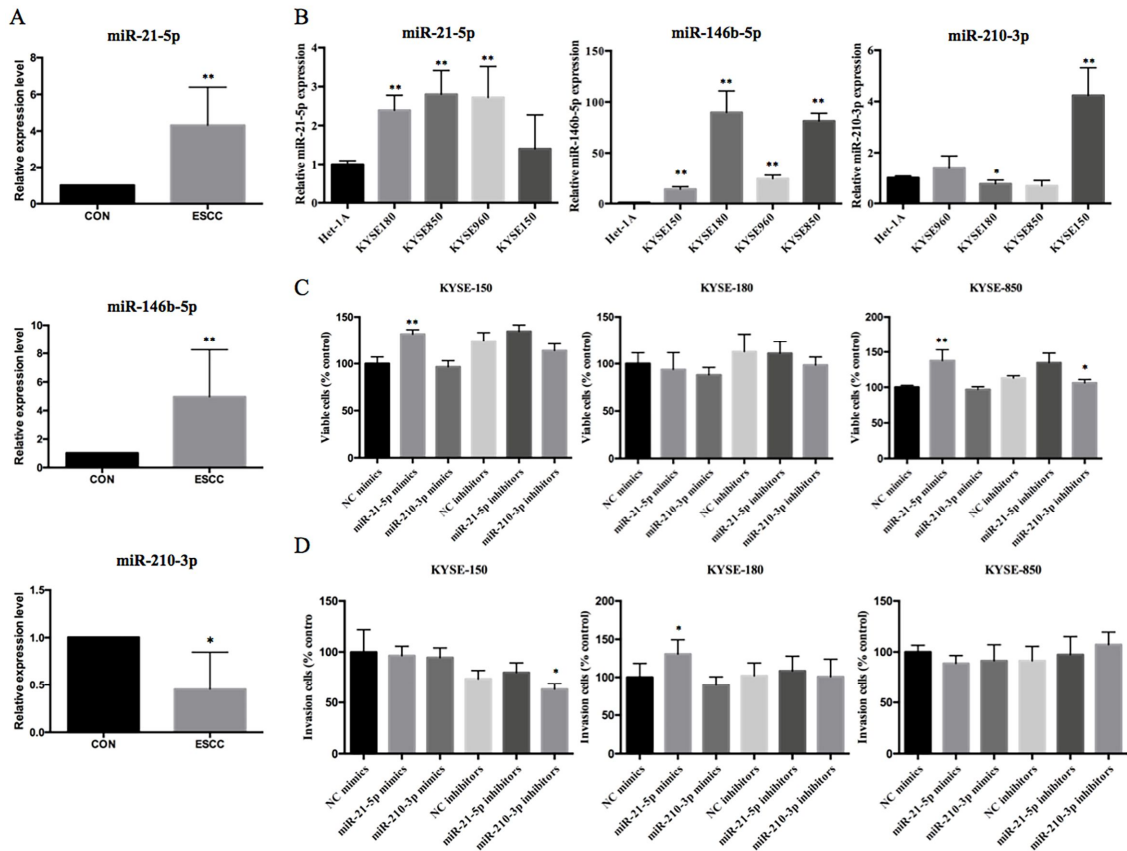 A
miR-21-5p
Relative expression level
8
6
4
2
0
**
CON
ESCC
miR-146b-5p
Relative expression level
10
8
6
4
2
0
**
CON
ESCC
miR-210-3p
Relative expression level
1.5
1.0
0.5
0.0
*
CON
ESCC
B
miR-21-5p
Relative miR-21-5p expression
4
3
2
1
0
**
**
**
Het-1A
KYSE180
KYSE850
KYSE960
KYSE150
miR-146b-5p
Relative miR-146b-5p expression
150
100
50
0
**
**
**
**
Het-1A
KYSE150
KYSE180
KYSE960
KYSE850
miR-210-3p
Relative miR-210-3p expression
6
4
2
0
*
**
Het-1A
KYSE960
KYSE180
KYSE850
KYSE150
C
KYSE-150
Viable cells (% control)
150
100
50
0
**
NC mimics
miR-21-5p mimics
miR-210-3p mimics
NC inhibitors
miR-21-5p inhibitors
miR-210-3p inhibitors
KYSE-180
Viable cells (% control)
150
100
50
0
NC mimics
miR-21-5p mimics
miR-210-3p mimics
NC inhibitors
miR-21-5p inhibitors
miR-210-3p inhibitors
KYSE-850
Viable cells (% control)
200
150
100
50
0
**
*
NC mimics
miR-21-5p mimics
miR-210-3p mimics
NC inhibitors
miR-21-5p inhibitors
miR-210-3p inhibitors
D
KYSE-150
Invasion cells (% contro
150
100
50
0
*
NC mimics
miR-21-5p mimics
miR-210-3p mimics
NC inhibitors
miR-21-5p inhibitors
miR-210-3p inhibitors
KYSE-180
Invasion cells (% control)
200
150
100
50
0
*
NC mimics
miR-21-5p mimics
miR-210-3p mimics
NC inhibitors
miR-21-5p inhibitors
miR-210-3p inhibitors
KYSE-850
Invasion cells (% control)
150
100
50
0
NC mimics
miR-21-5p mimics
miR-210-3p mimics
NC inhibitors
miR-21-5p inhibitors
miR-210-3p inhibitors